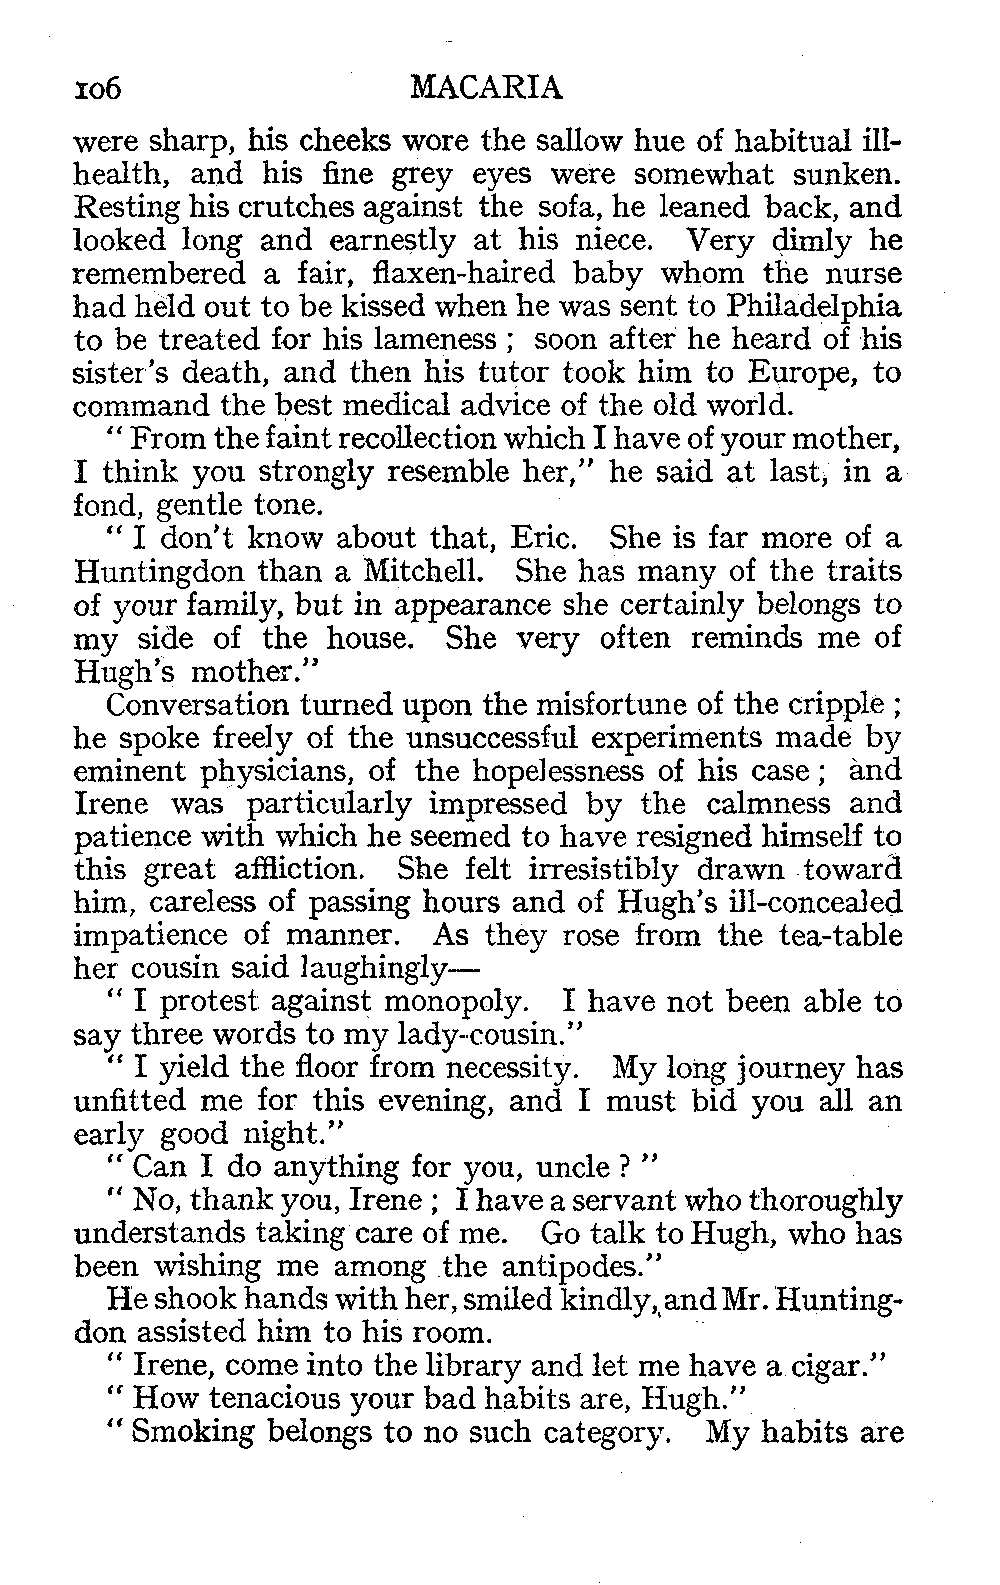 106 MACARIA
were sharp, his cheeks wore the sallow hue of habitual ill-
health, and his fine grey eyes were somewhat sunken.
Resting his crutches against the sofa, he leaned back, and
looked long and earnestly at his niece. Very dimly he
remembered a fair, flaxen-haired baby whom the nurse
had held out to be kissed when he was sent to Philadelphia
to be treated for his lameness ; soon after he heard of his
sister's death, and then his tutor took him to Europe, to
command the best medical advice of the old world.
" From the faint recollection which I have of your mother,
I think you strongly resemble her," he said at last, in a
fond, gentle tone.
" I don't know about that, Eric. She is far more of a
Huntingdon than a Mitchell. She has many of the traits
of your family, but in appearance she certainly belongs to
my side of the house. She very often reminds me of
Hugh's mother."
Conversation turned upon the misfortune of the cripple ;
he spoke freely of the unsuccessful experiments made by
eminent physicians, of the hopelessness of his case ; and
Irene was particularly impressed by the calmness and
patience with which he seemed to have resigned himself to
this great affliction. She felt irresistibly drawn toward
him, careless of passing hours and of Hugh's ill-concealed
impatience of manner. As they rose from the tea-table
her cousin said laughingly—
" I protest against monopoly. I have not been able to
say three words to my lady-cousin."
" I yield the floor from necessity. My long journey has
unfitted me for this evening, and I must bid you all an
early good night."
" Can I do anything for you, uncle ? "
" No, thank you, Irene ; I have a servant who thoroughly
understands taking care of me. Go talk to Hugh, who has
been wishing me among the antipodes."
He shook hands with her, smiled kindly, and Mr. Hunting-
don assisted him to his room.
" Irene, come into the library and let me have a cigar."
" How tenacious your bad habits are, Hugh."
" Smoking belongs to no such category. My habits are